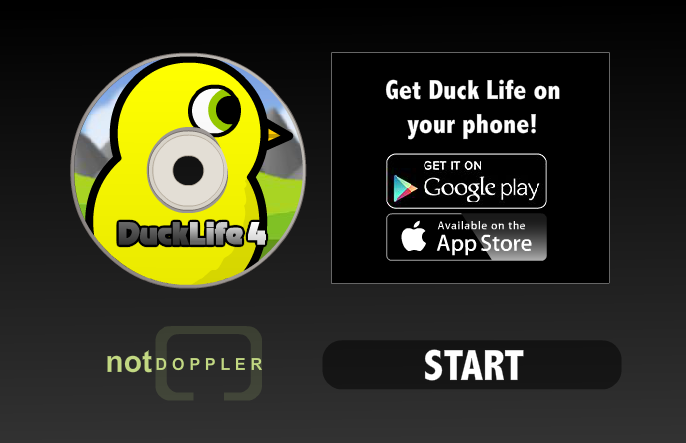 DuckLife 4
Get Duck Life on
your phone!
GET IT ON
Google play
Available on the
App Store
notDOPPLER
START